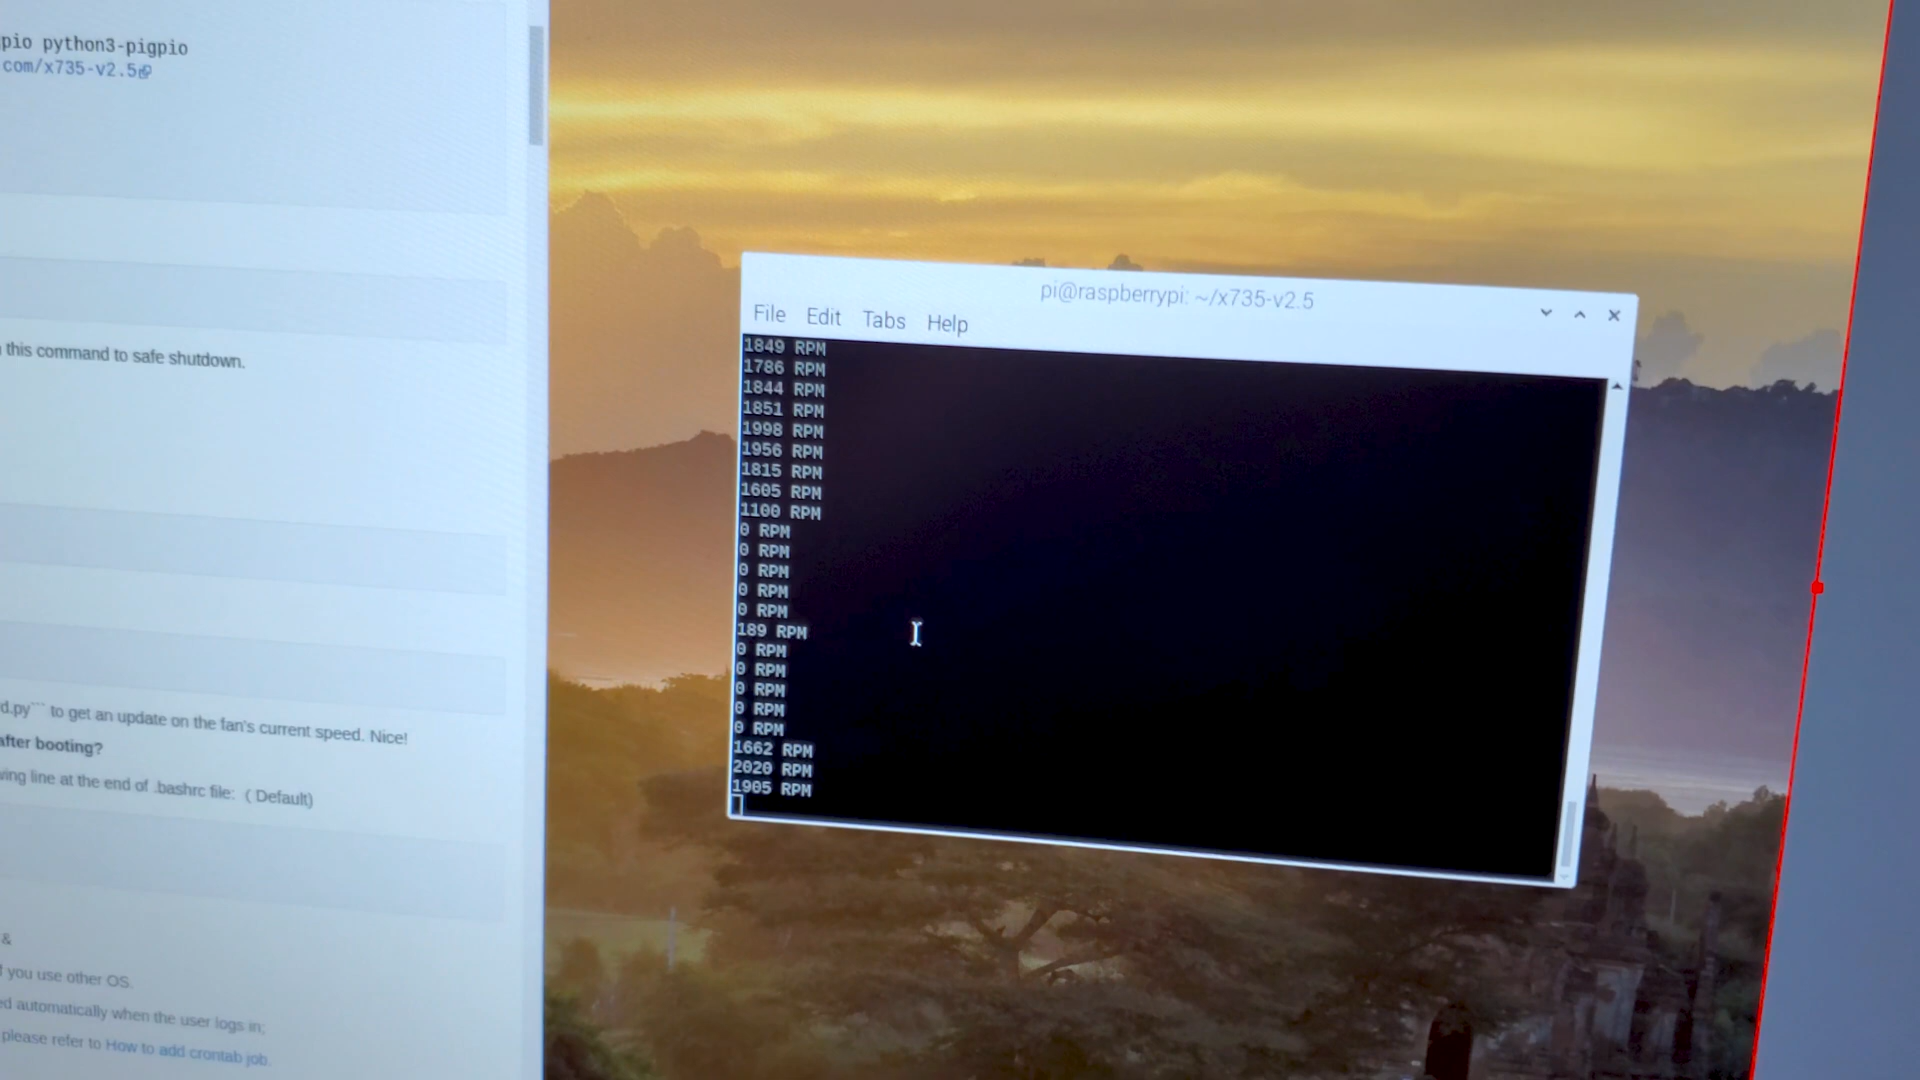 pio python3-pigpio
com/x735-v2.5
this command to safe shutdown.
d.py``` to get an update on the fan's current speed. Nice!
after booting?
wing line at the end of .bashrc file: ( Default)
&
you use other OS.
ed automatically when the user logs in;
please refer to How to add crontab job.
pi@raspberrypi: ~/x735-v2.5
File Edit Tabs Help
1849 RPM
1786 RPM
1844 RPM
1851 RPM
1998 RPM
1956 RPM
1815 RPM
1605 RPM
1100 RPM
0 RPM
0 RPM
0 RPM
0 RPM
0 RPM
189 RPM
0 RPM
0 RPM
0 RPM
0 RPM
0 RPM
1662 RPM
2020 RPM
1905 RPM